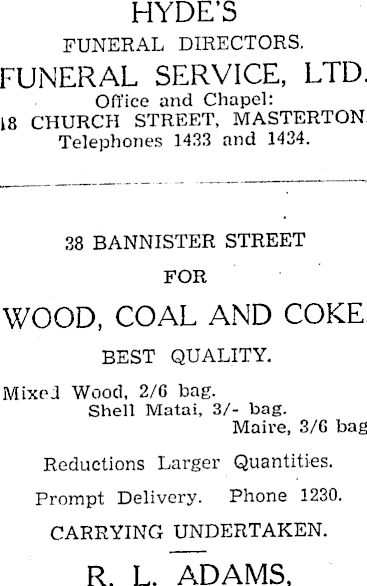 HYDE'S
FUNERAL DIRECTORS.
FUNERAL SERVICE, LTD.
Office and Chapel:
18 CHURCH STREET, MASTERTON
Telephones 1433 and 1434.
38 BANNISTER STREET
FOR
WOOD, COAL AND COKE
BEST QUALITY.
Mixed Wood, 2/6 bag.
Shell Matai, 3/- bag.
Maire, 3/6 bag
Reductions Larger Quantities.
Prompt Delivery. Phone 1230.
CARRYING UNDERTAKEN.
R. L. ADAMS,